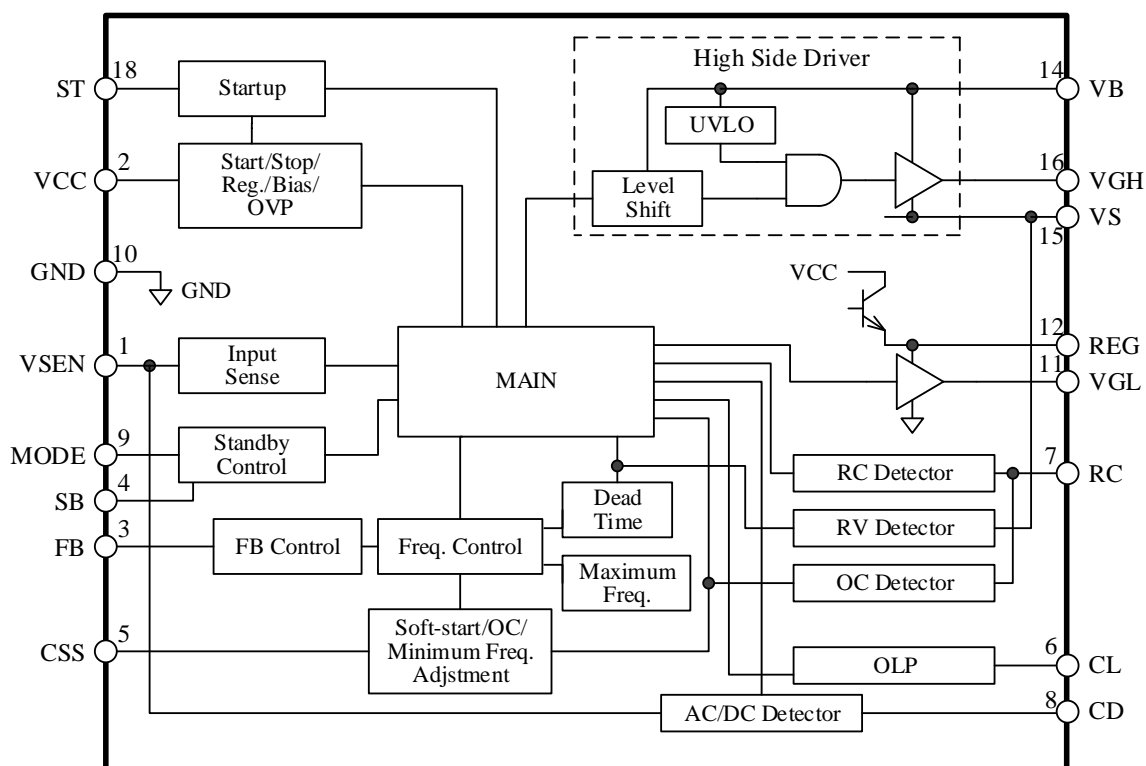 High Side Driver
18
ST
Startup
14
VB
UVLO
2
VCC
Start/Stop/
Reg./Bias/
OVP
Level
Shift
16
VGH
VS
15
10
GND
GND
VCC
12
REG
1
VSEN
Input
Sense
MAIN
11
VGL
9
MODE
Standby
Control
4
SB
RC Detector
7
RC
Dead
Time
3
FB
FB Control
Freq. Control
RV Detector
Maximum
Freq.
OC Detector
5
CSS
Soft-start/OC/
Minimum Freq.
Adjstment
OLP
6
CL
AC/DC Detector
8
CD